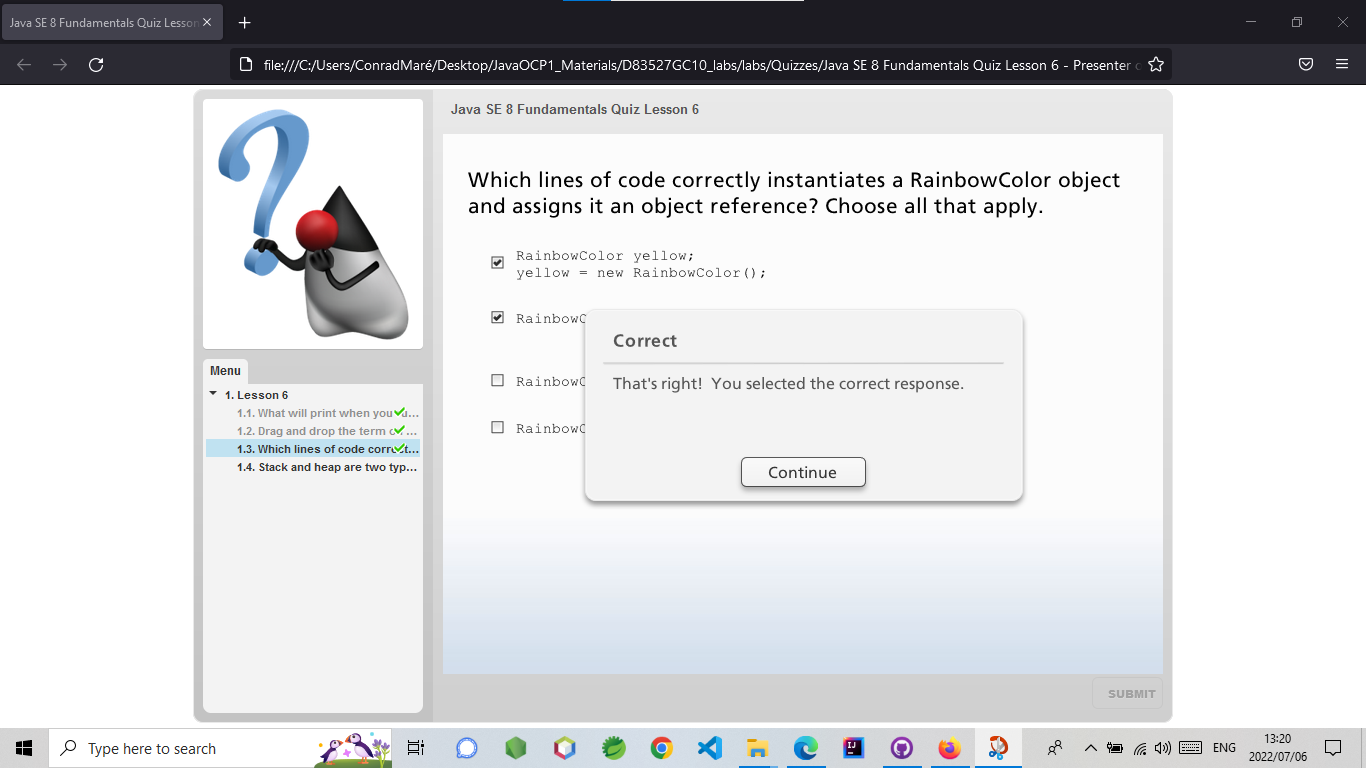 Java SE 8 Fundamentals Quiz Lesson
file:///C:/Users/ConradMaré/Desktop/JavaOCP1_Materials/D83527GC10_labs/labs/Quizzes/Java SE 8 Fundamentals Quiz Lesson 6 - Presenter
Java SE 8 Fundamentals Quiz Lesson 6
Which lines of code correctly instantiates a RainbowColor object
and assigns it an object reference? Choose all that apply.
RainbowColor yellow;
yellow = new RainbowColor();
RainbowC
RainbowC
RainbowC
Correct
That's right! You selected the correct response.
Continue
SUBMIT
Menu
1. Lesson 6
1.1. What will print when you ...
1.2. Drag and drop the term ...
1.3. Which lines of code corr...
1.4. Stack and heap are two typ...
Type here to search
IJ
ENG
13:20
2022/07/06